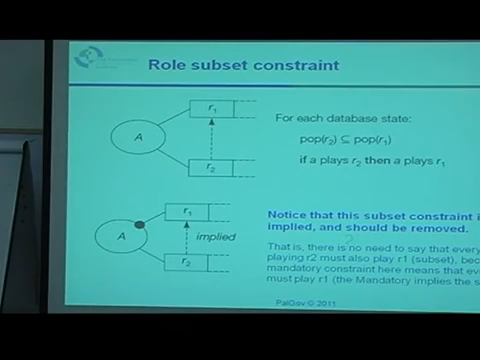 Role subset constraint
r1
A
r2
For each database state:
pop(r2) ⊆ pop(r1)
if a plays r2 then a plays r1
r1
A
implied
r2
Notice that this subset constraint i
implied, and should be removed.
?
That is, there is no need to say that every
playing r2 must also play r1 (subset), bec
mandatory constraint here means that eve
must play r1 (the Mandatory implies the s
PalGov © 2011